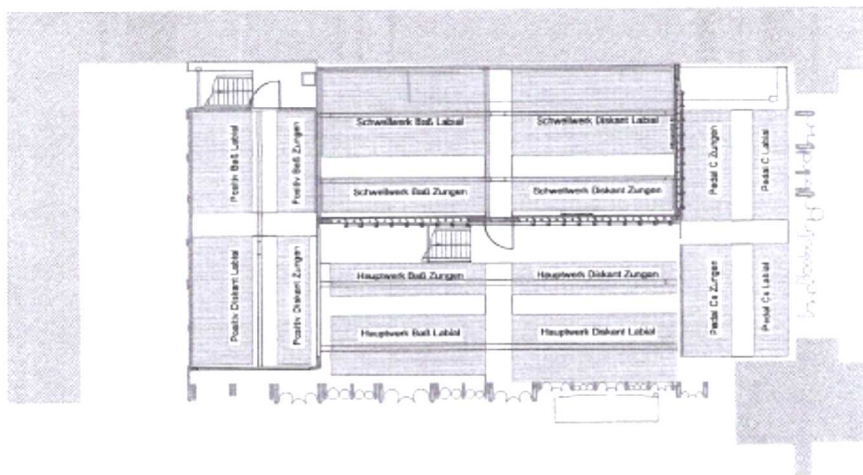 Schwellwerk Baß Labial
Schwellwerk Diskant Labial
Positiv Baß Labial
Positiv Baß Zungen
Pedal C Zungen
Pedal C Labial
Schwellwerk Baß Zungen
Schwellwerk Diskant Zungen
Positiv Diskant Labial
Positiv Diskant Zungen
Hauptwerk Baß Zungen
Hauptwerk Diskant Zungen
Pedal Cs Zungen
Pedal Cs Labial
Hauptwerk Baß Labial
Hauptwerk Diskant Labial